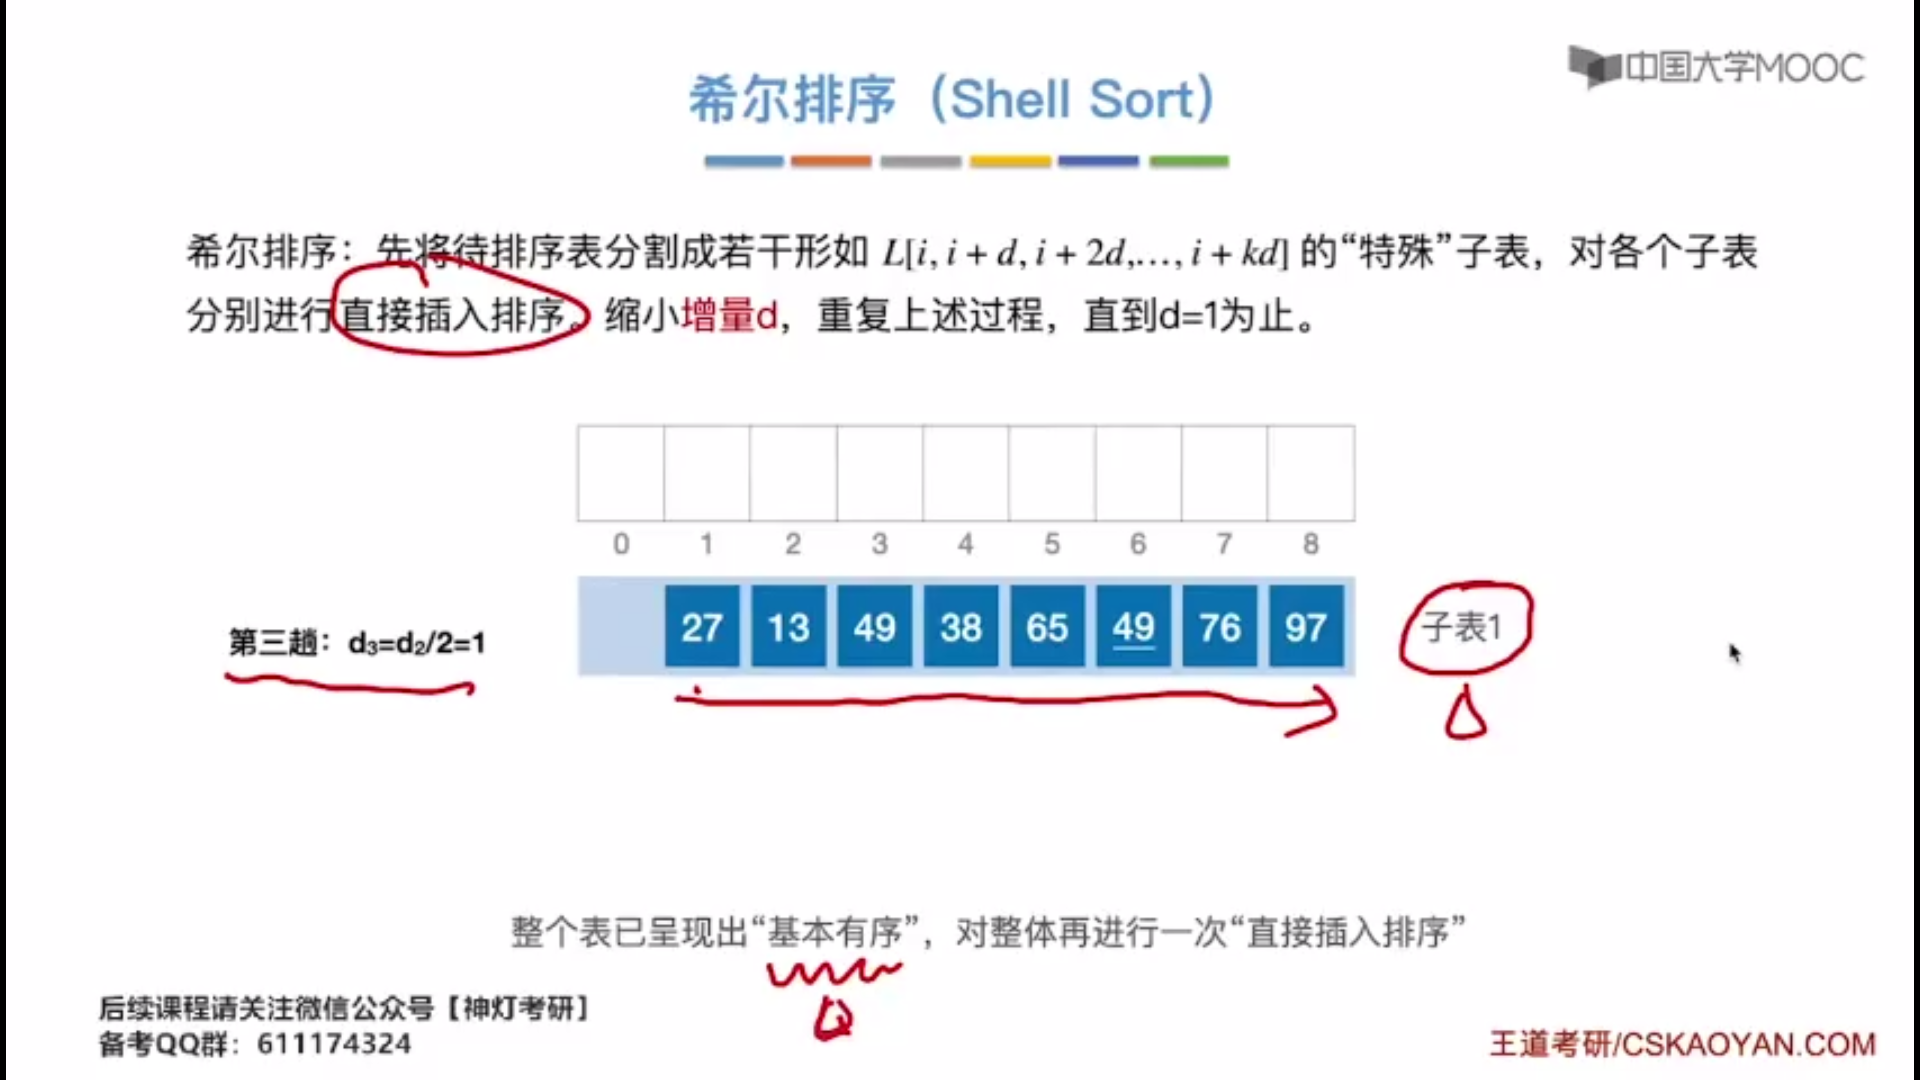 中国大学MOOC
希尔排序（Shell Sort）
希尔排序：先将待排序表分割成若干形如 L[i, i + d, i + 2d,…, i + kd] 的“特殊”子表，对各个子表
分别进行直接插入排序。缩小增量d，重复上述过程，直到d=1为止。
0 1 2 3 4 5 6 7 8
第三趟：d₃=d₂/2=1
27 13 49 38 65 49 76 97
子表1
整个表已呈现出“基本有序”，对整体再进行一次“直接插入排序”
后续课程请关注微信公众号【神灯考研】
备考QQ群：611174324
王道考研/CSKAOYAN.COM